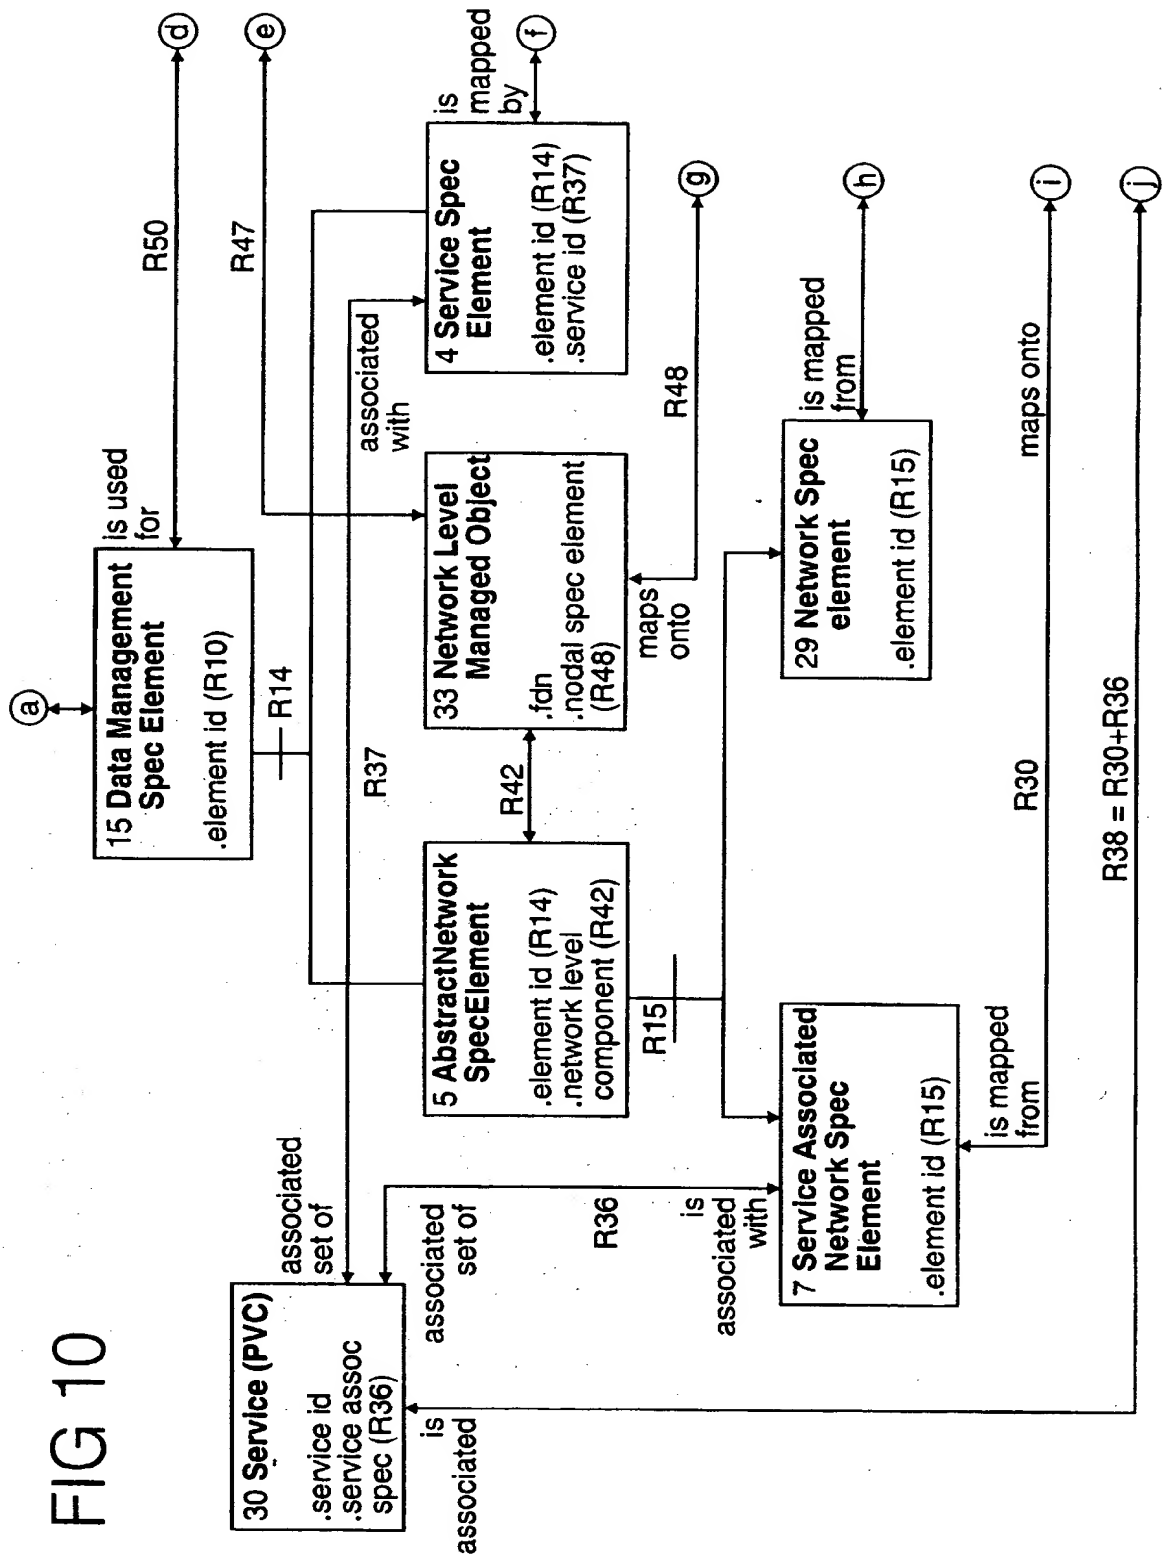 FIG 10
a
15 Data Management
Spec Element
.element id (R10)
is used
for
R50
d
R14
R47
e
30 Service (PVC)
.service id
.service assoc
spec (R36)
associated
set of
R37
associated
with
4 Service Spec
Element
.element id (R14)
.service id (R37)
is
mapped
by
f
5 AbstractNetwork
SpecElement
.element id (R14)
.network level
component (R42)
R42
33 Network Level
Managed Object
.fdn
.nodal spec element
(R48)
maps
onto
R48
g
is
associated
associated
set of
R36
is
associated
with
R15
7 Service Associated
Network Spec
Element
.element id (R15)
29 Network Spec
element
.element id (R15)
is mapped
from
h
is mapped
from
R30
maps onto
i
R38 = R30+R36
j